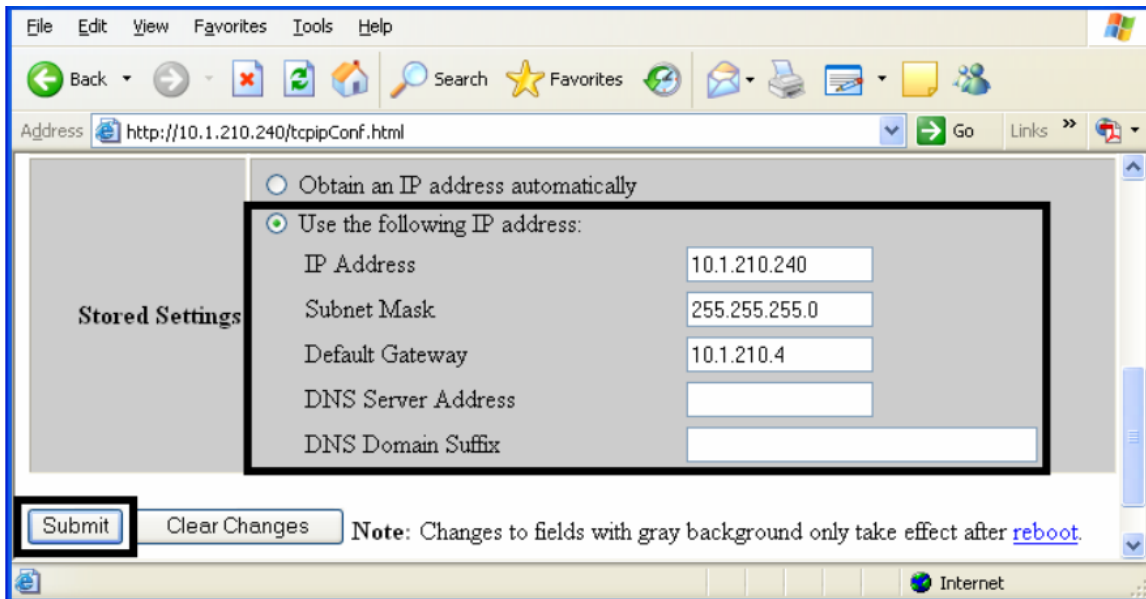 File Edit View Favorites Tools Help
Back Search Favorites
Address http://10.1.210.240/tcpipConf.html Go Links »
Obtain an IP address automatically
Use the following IP address:
IP Address 10.1.210.240
Stored Settings
Subnet Mask 255.255.255.0
Default Gateway 10.1.210.4
DNS Server Address
DNS Domain Suffix
Submit Clear Changes Note: Changes to fields with gray background only take effect after reboot.
Internet